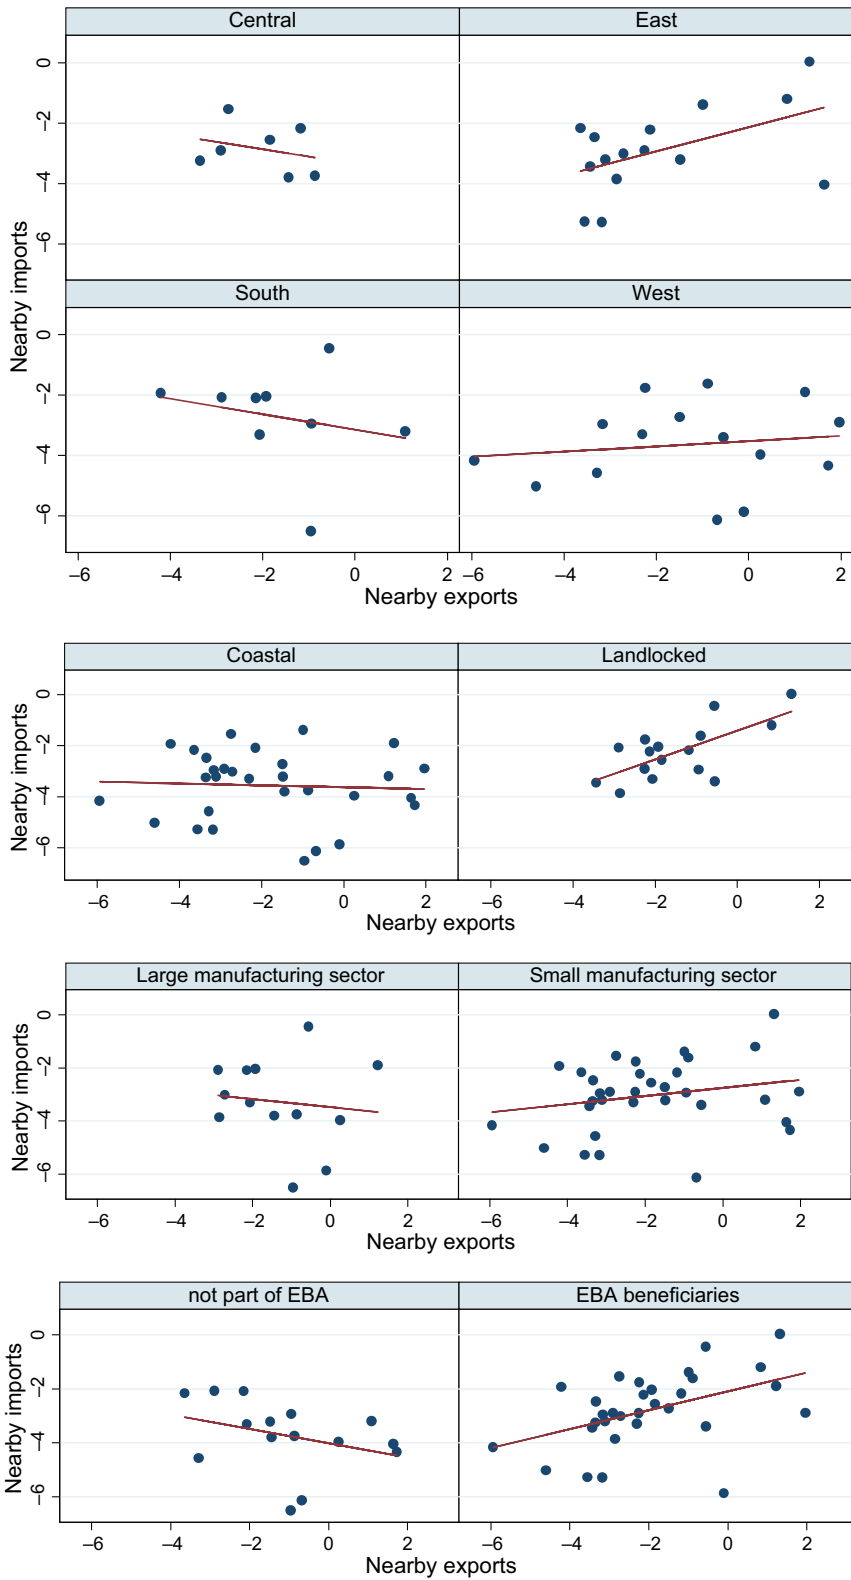 Central East
0
−2
−4
−6
South West
0
−2
−4
−6
Nearby imports
−6 −4 −2 0 2 −6 −4 −2 0 2
Nearby exports
Coastal Landlocked
0
−2
−4
−6
Nearby imports
−6 −4 −2 0 2 −6 −4 −2 0 2
Nearby exports
Large manufacturing sector Small manufacturing sector
0
−2
−4
−6
Nearby imports
−6 −4 −2 0 2 −6 −4 −2 0 2
Nearby exports
not part of EBA EBA beneficiaries
0
−2
−4
−6
Nearby imports
−6 −4 −2 0 2 −6 −4 −2 0 2
Nearby exports